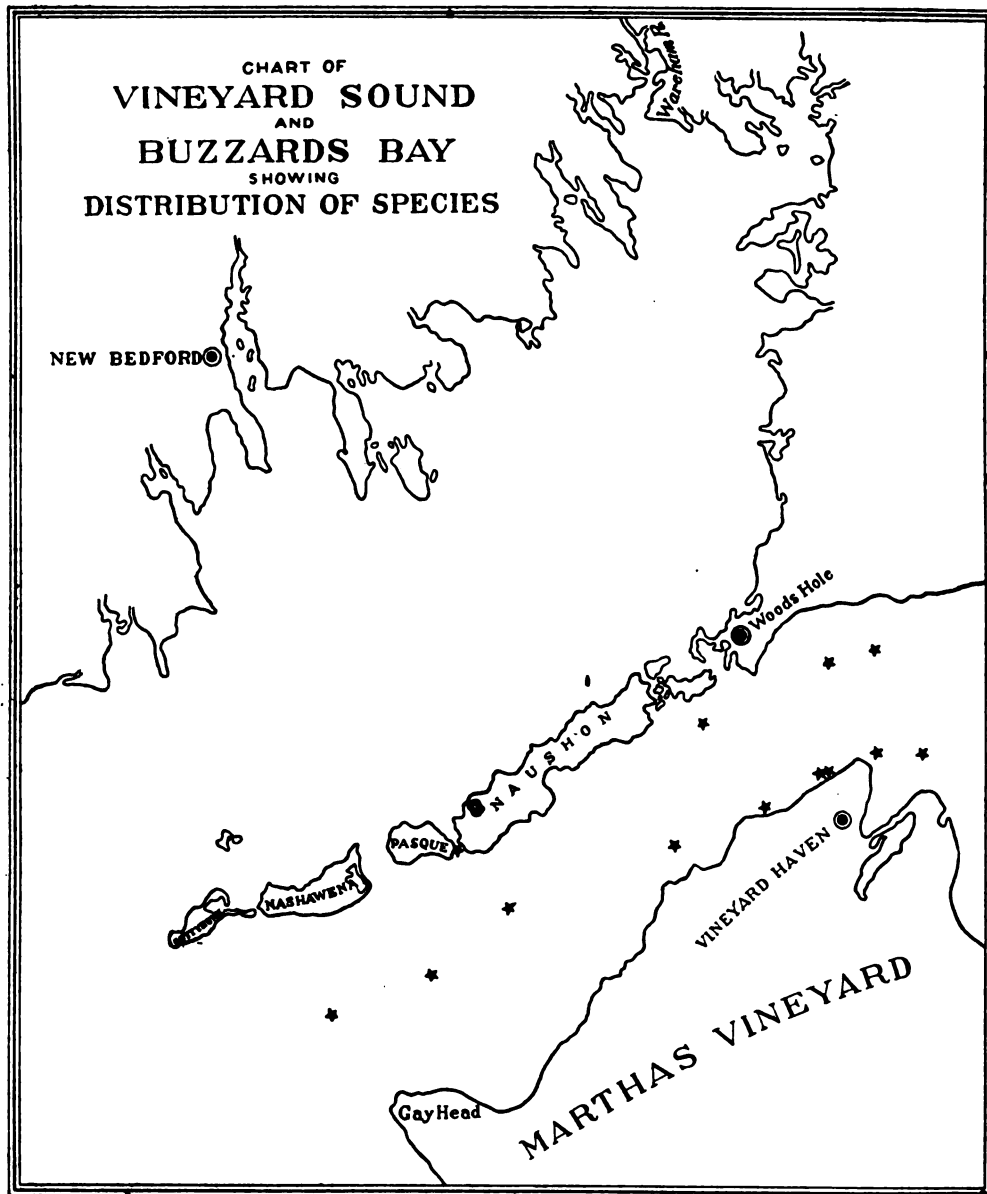 CHART OF
VINEYARD SOUND
AND
BUZZARDS BAY
SHOWING
DISTRIBUTION OF SPECIES
Wareham R.
NEW BEDFORD
Woods Hole
NAUSHON
PASQUE
NASHAWENA
VINEYARD HAVEN
MARTHAS VINEYARD
Gay Head